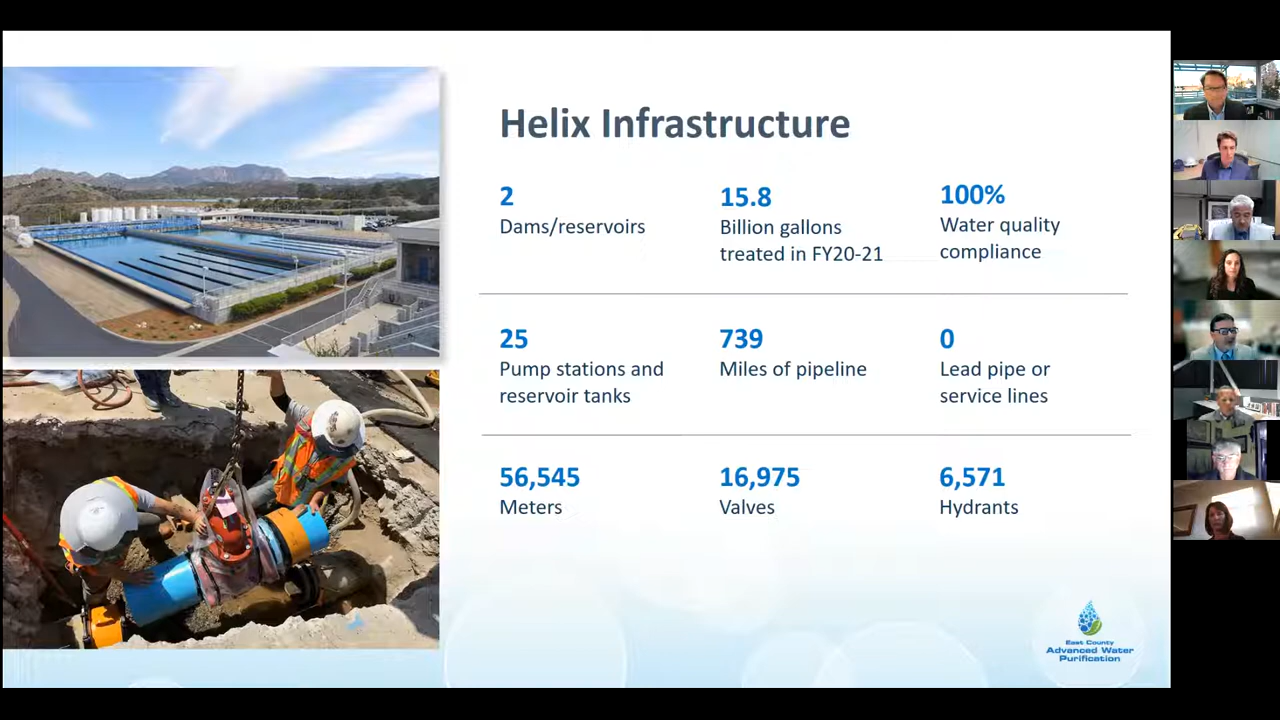 Helix Infrastructure
2
Dams/reservoirs
15.8
Billion gallons
treated in FY20-21
100%
Water quality
compliance
25
Pump stations and
reservoir tanks
739
Miles of pipeline
0
Lead pipe or
service lines
56,545
Meters
16,975
Valves
6,571
Hydrants
East County
Advanced Water
Purification